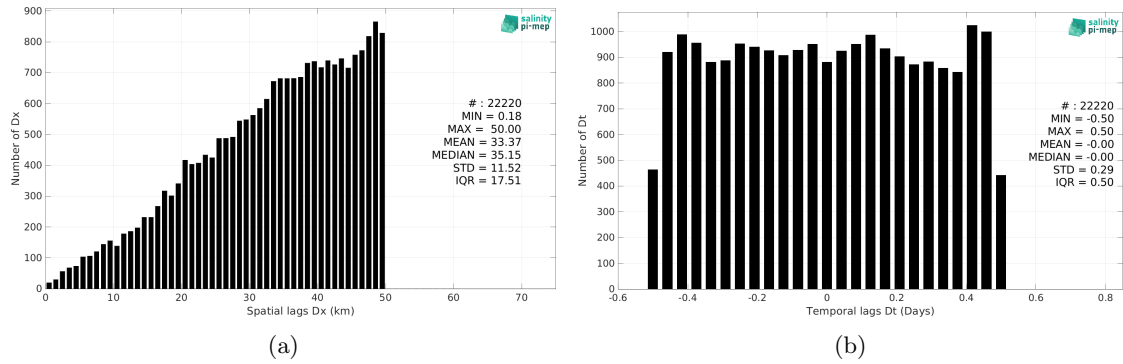 900
800
700
600
500
400
300
200
100
0
Number of Dx
salinity
pi-mep
# : 22220
MIN = 0.18
MAX = 50.00
MEAN = 33.37
MEDIAN = 35.15
STD = 11.52
IQR = 17.51
0 10 20 30 40 50 60 70
Spatial lags Dx (km)
(a)
1000
900
800
700
600
500
400
300
200
100
0
Number of Dt
salinity
pi-mep
# : 22220
MIN = -0.50
MAX = 0.50
MEAN = -0.00
MEDIAN = -0.00
STD = 0.29
IQR = 0.50
-0.6 -0.4 -0.2 0 0.2 0.4 0.6 0.8
Temporal lags Dt (Days)
(b)